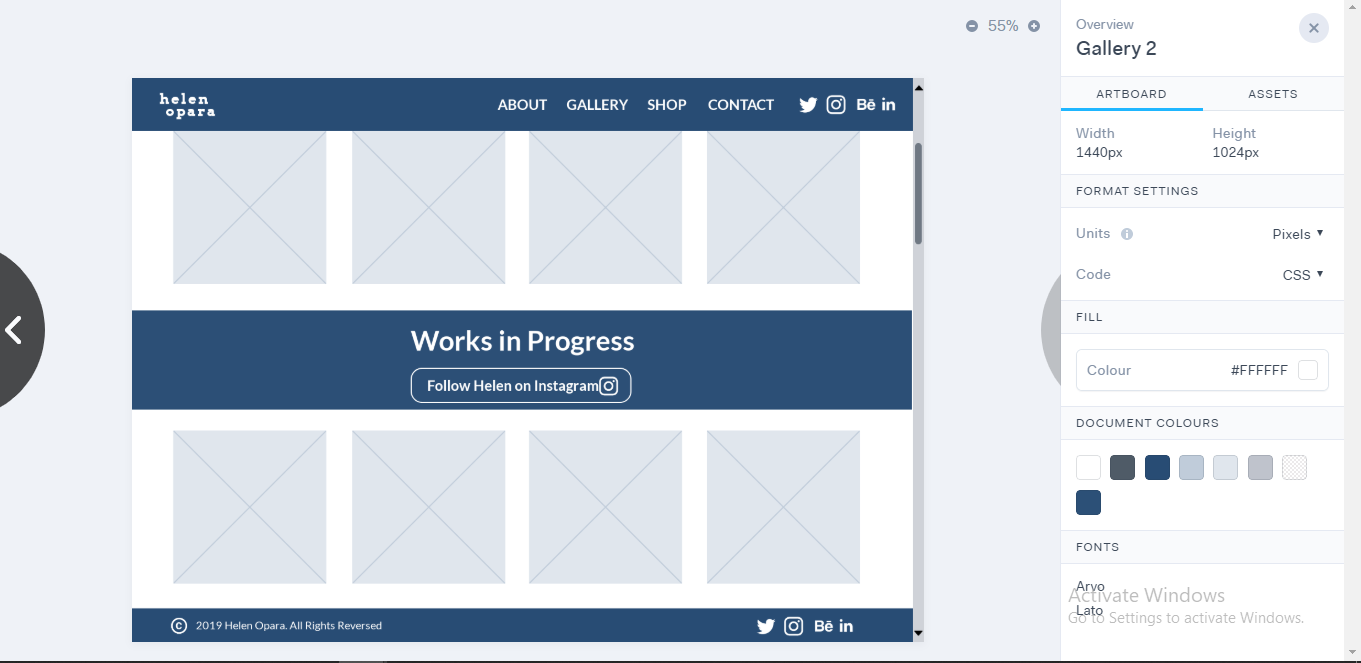 55%
helen
opara
ABOUT GALLERY SHOP CONTACT Bē in
Works in Progress
Follow Helen on Instagram
© 2019 Helen Opara. All Rights Reversed Bē in
Overview
Gallery 2
ARTBOARD ASSETS
Width Height
1440px 1024px
FORMAT SETTINGS
Units Pixels
Code CSS
FILL
Colour #FFFFFF
DOCUMENT COLOURS
FONTS
Arvo
Activate Windows
Lato
Go to Settings to activate Windows.